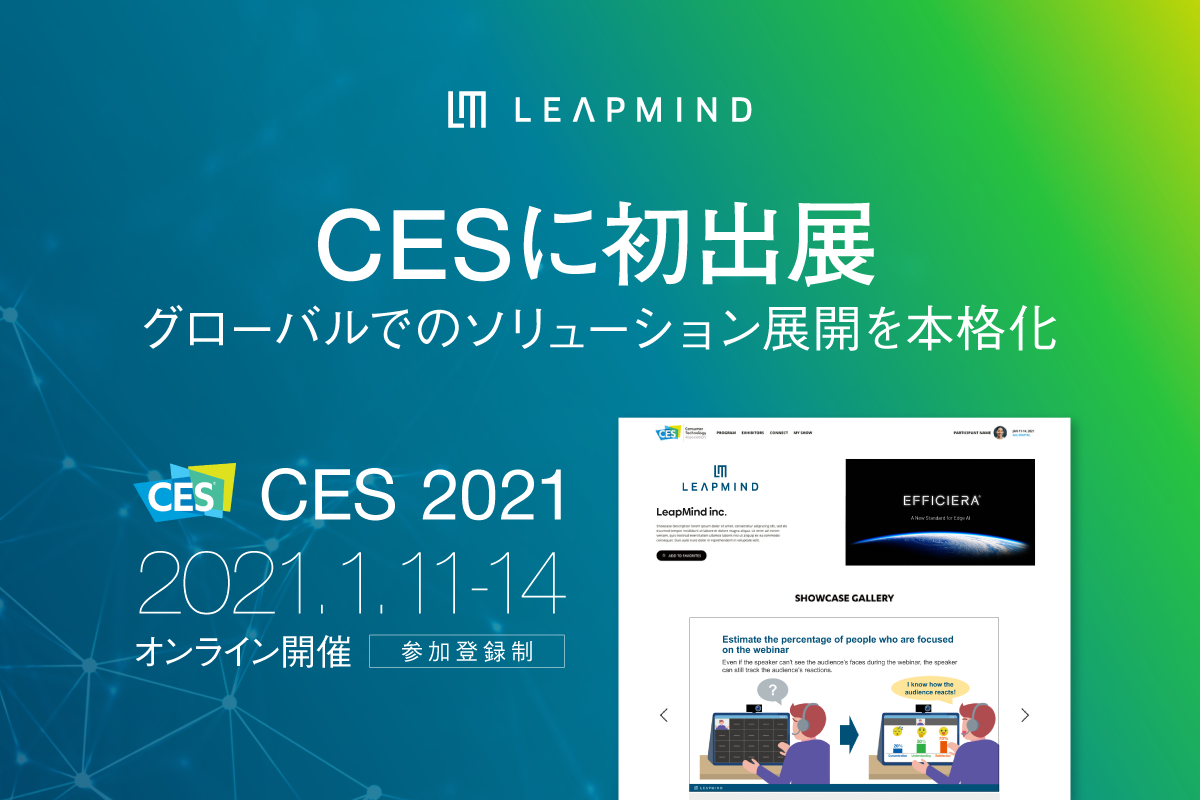 LEAPMIND
CESに初出展
グローバルでのソリューション展開を本格化
CES CES 2021
2021.1.11-14
オンライン開催 参加登録制
CES Consumer Technology Association PROGRAM EXHIBITORS CONNECT MY SHOW PARTICIPANT NAME JAN 11-14, 2021
LEAPMIND
LeapMind inc.
ADD TO FAVORITES
EFFICIERA®
A New Standard for Edge AI
SHOWCASE GALLERY
Estimate the percentage of people who are focused
on the webinar
Even if the speaker can't see the audience's faces during the webinar, the speaker
can still track the audience's reactions.
?
I know how the
audience reacts!
LEAPMIND